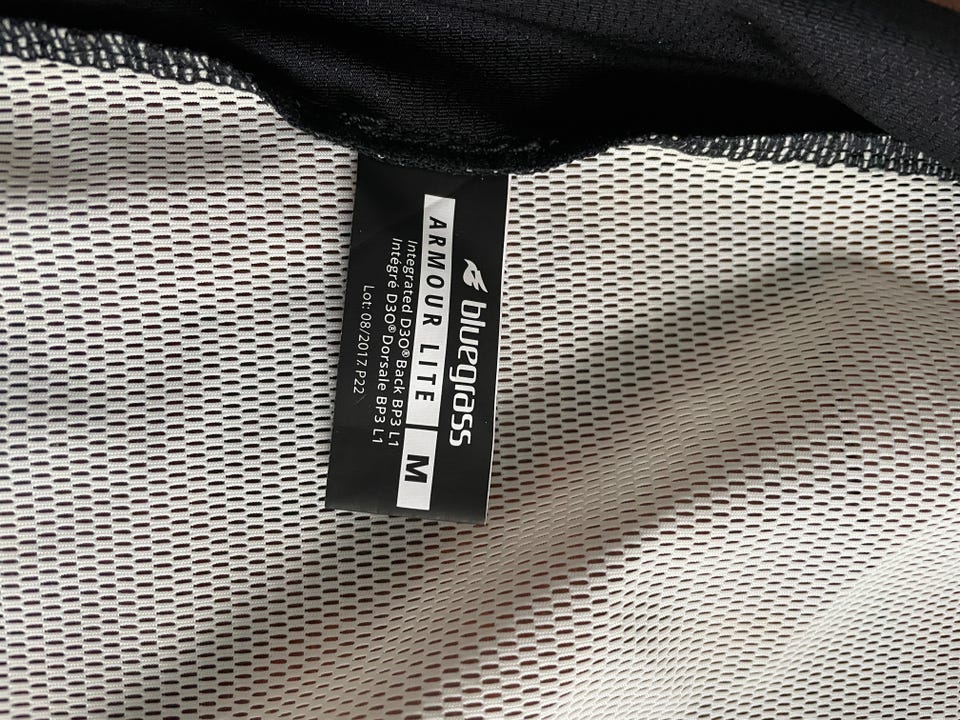 bluegrass
ARMOUR LITE M
Integrated D3O® Back BP3 L1
Intégré D3O® Dorsale BP3 L1
Lot: 08/2017 P22